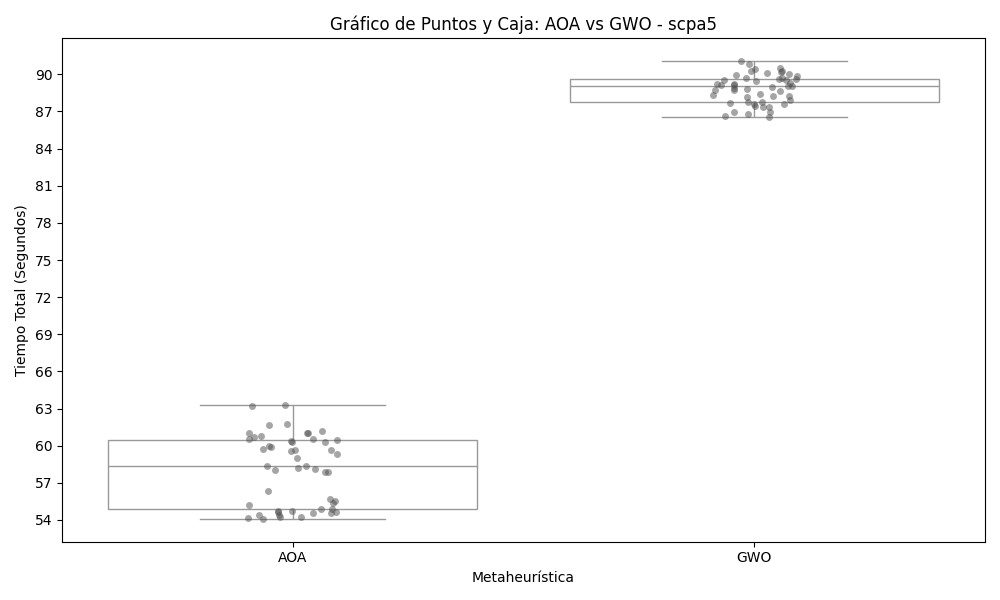 Gráfico de Puntos y Caja: AOA vs GWO - scpa5
Tiempo Total (Segundos)
90
87
84
81
78
75
72
69
66
63
60
57
54
AOA
GWO
Metaheurística